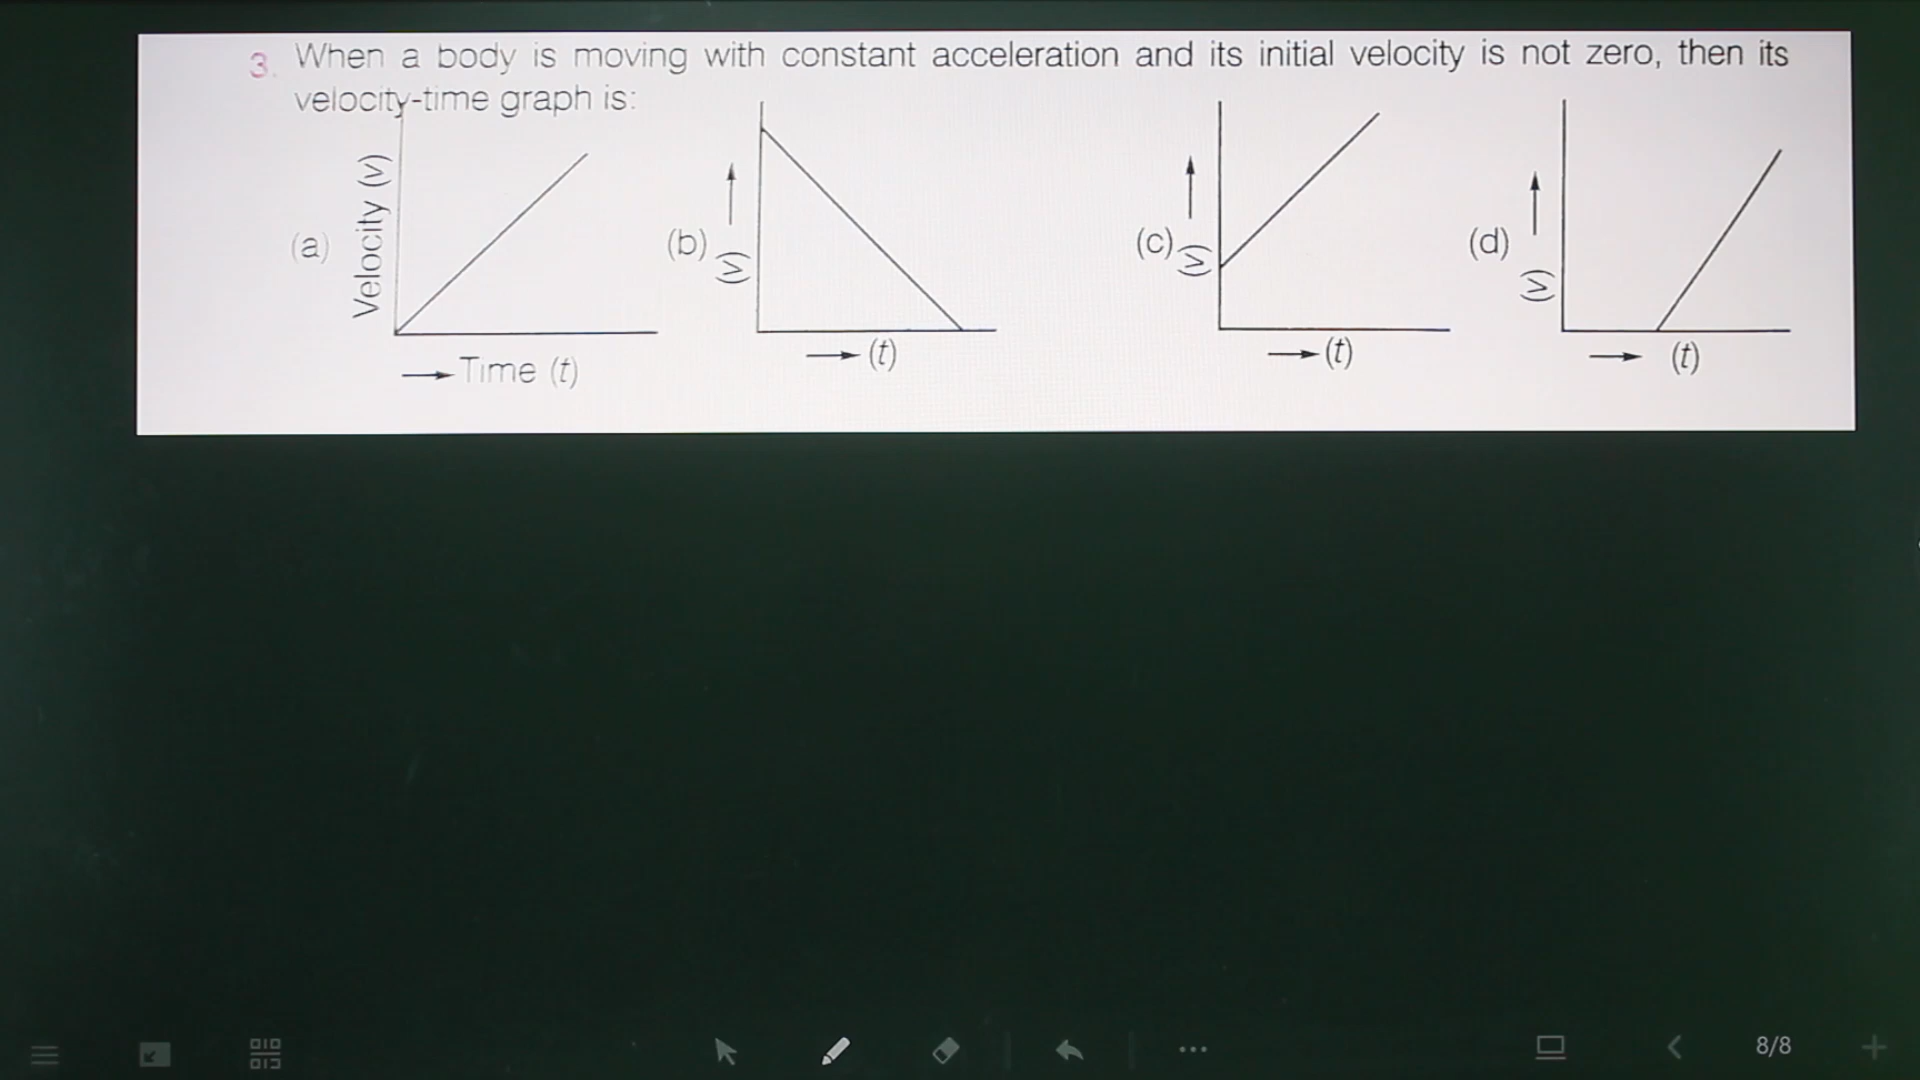 3. When a body is moving with constant acceleration and its initial velocity is not zero, then its
velocity-time graph is:
(a) Velocity (v)
Time (t)
(b) (v)
(t)
(c) (v)
(t)
(d) (v)
(t)
8/8